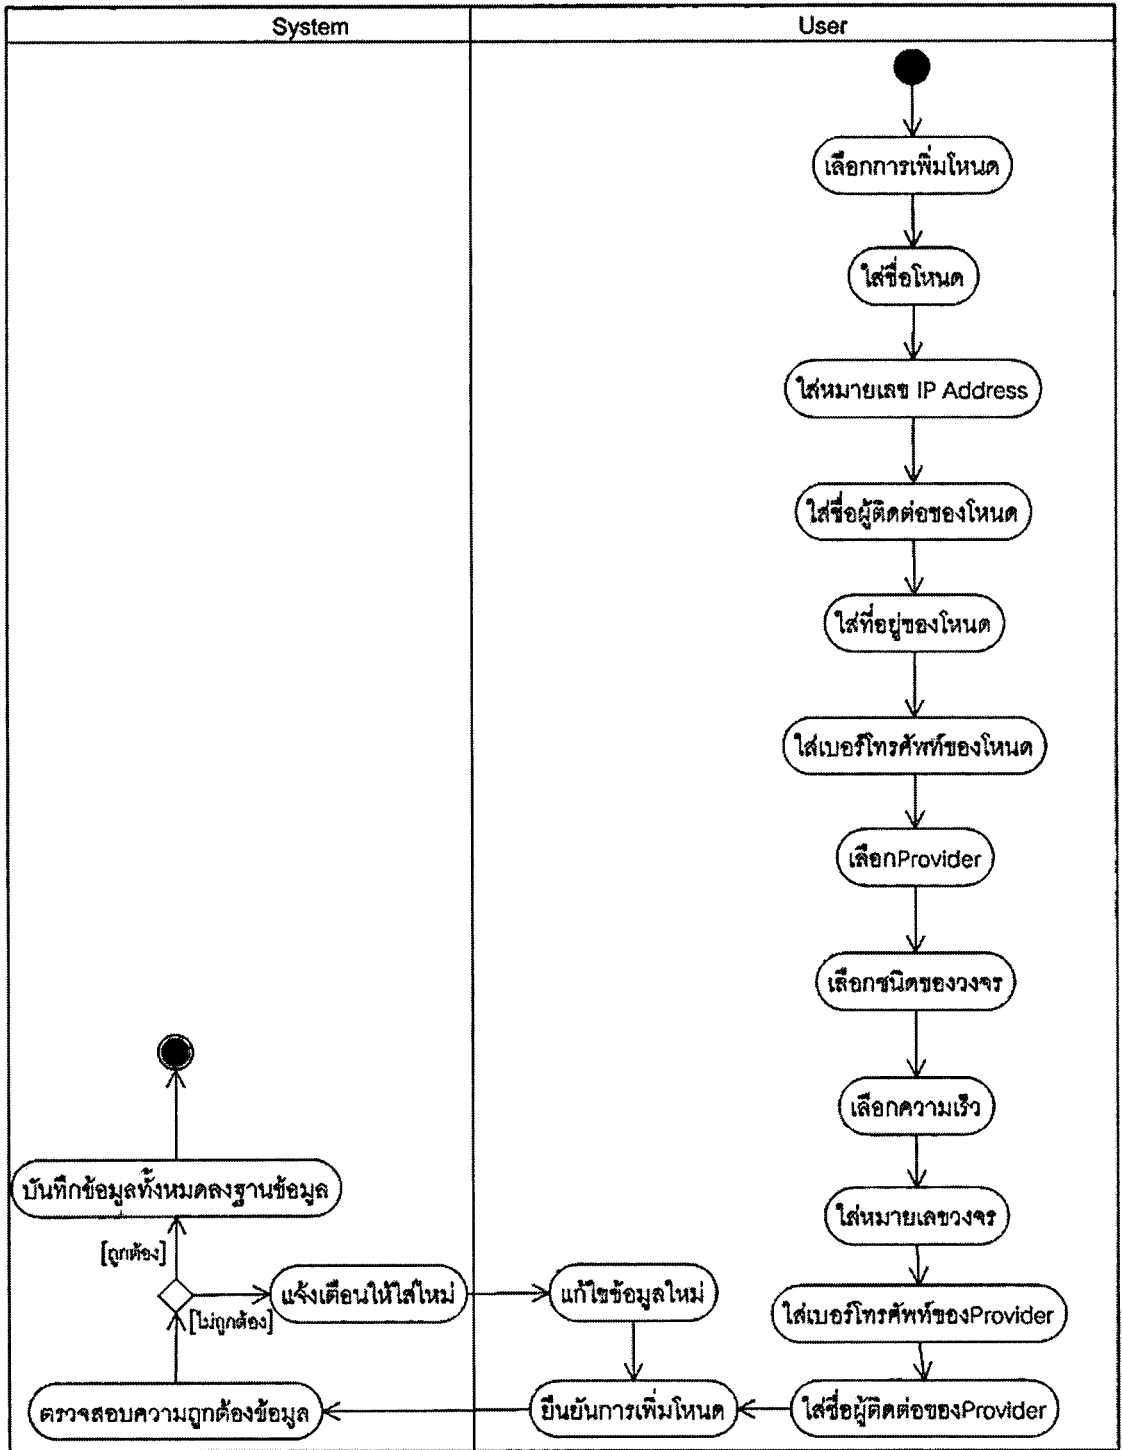 System
User
เลือกการเพิ่มโหนด
ใส่ชื่อโหนด
ใส่หมายเลข IP Address
ใส่ชื่อผู้ติดต่อของโหนด
ใส่ที่อยู่ของโหนด
ใส่เบอร์โทรศัพท์ของโหนด
เลือกProvider
เลือกชนิดของวงจร
เลือกความเร็ว
ใส่หมายเลขวงจร
ใส่เบอร์โทรศัพท์ของProvider
ใส่ชื่อผู้ติดต่อของProvider
ยืนยันการเพิ่มโหนด
ตรวจสอบความถูกต้องข้อมูล
[ไม่ถูกต้อง]
แจ้งเตือนให้ใส่ใหม่
แก้ไขข้อมูลใหม่
[ถูกต้อง]
บันทึกข้อมูลทั้งหมดลงฐานข้อมูล